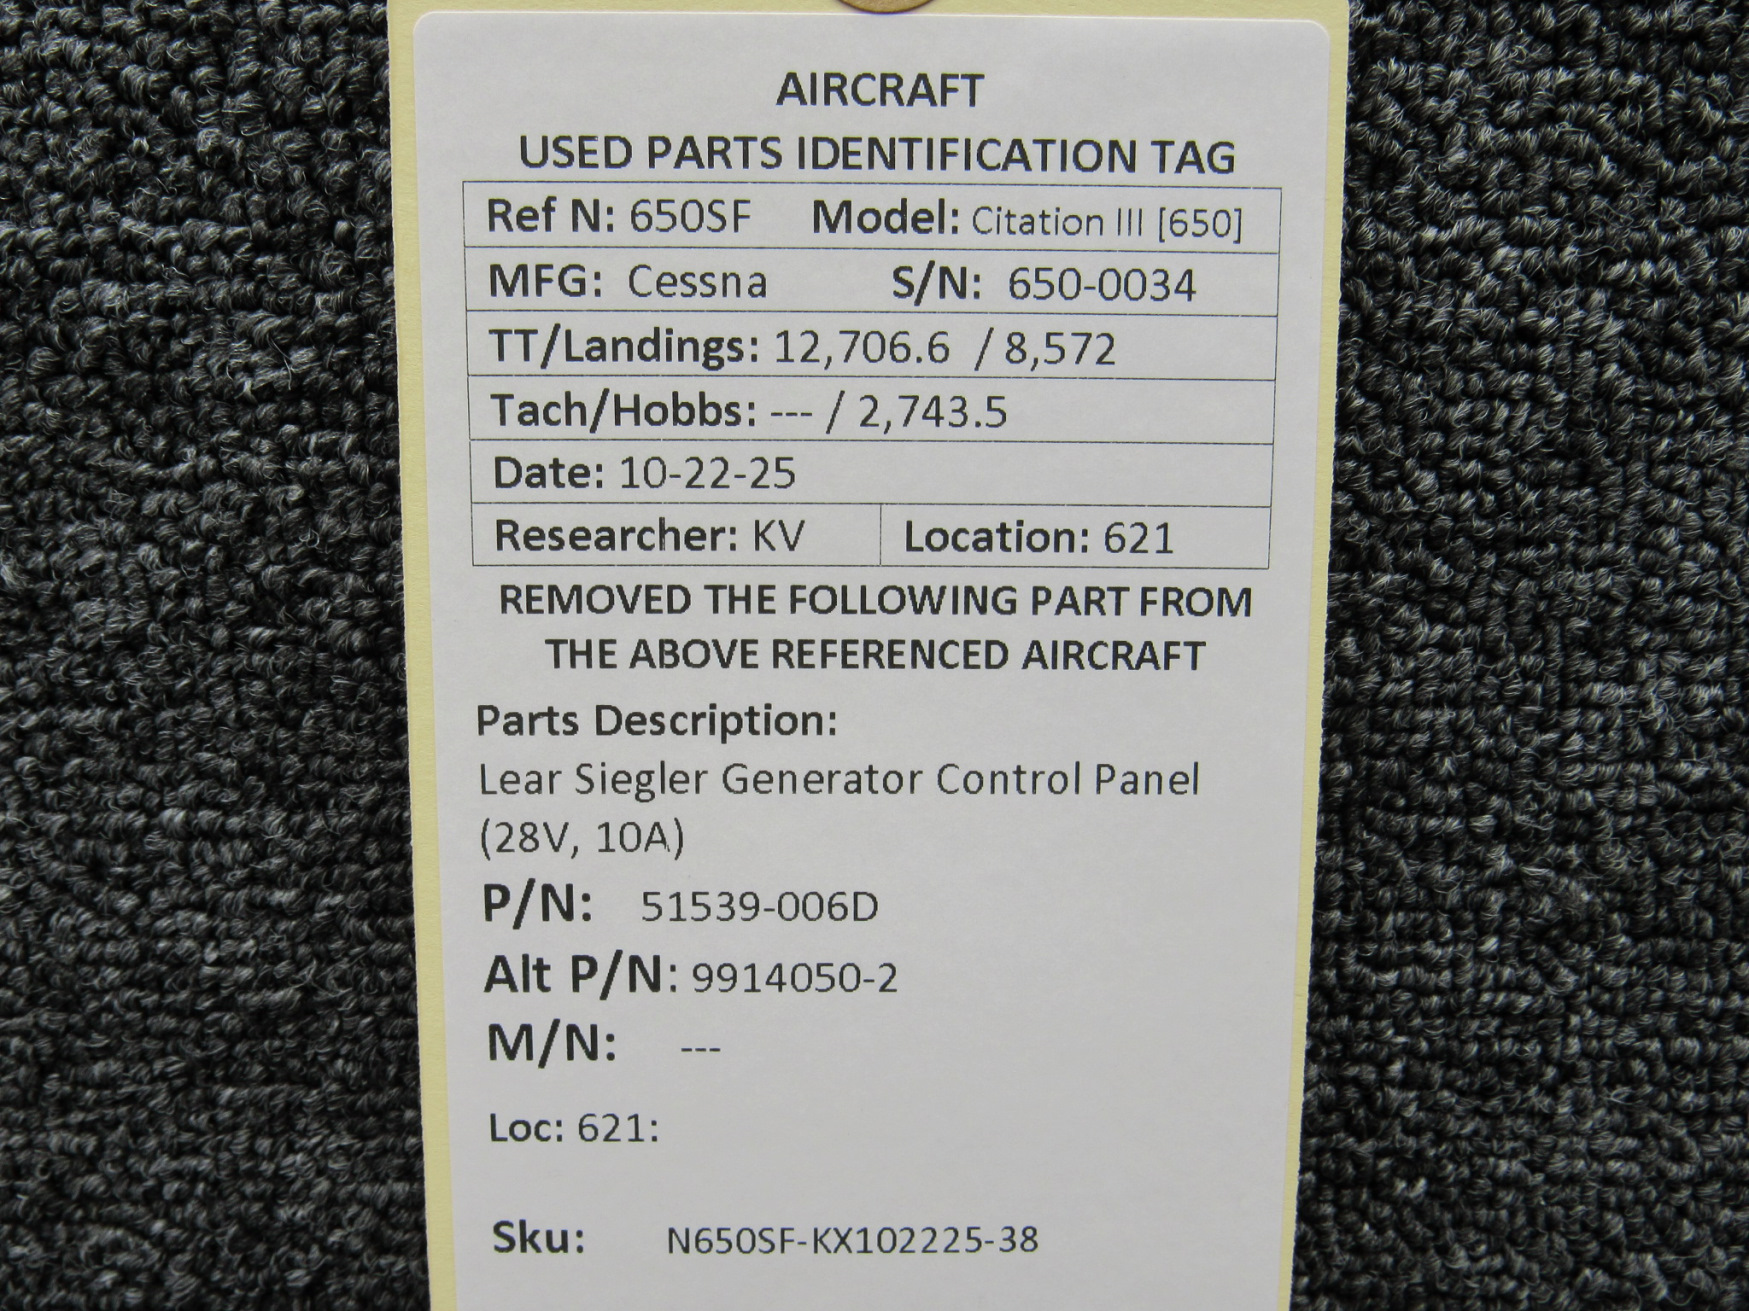 AIRCRAFT
USED PARTS IDENTIFICATION TAG
Ref N: 650SF Model: Citation III [650]
MFG: Cessna S/N: 650-0034
TT/Landings: 12,706.6 / 8,572
Tach/Hobbs: --- / 2,743.5
Date: 10-22-25
Researcher: KV Location: 621
REMOVED THE FOLLOWING PART FROM
THE ABOVE REFERENCED AIRCRAFT
Parts Description:
Lear Siegler Generator Control Panel
(28V, 10A)
P/N: 51539-006D
Alt P/N: 9914050-2
M/N: ---
Loc: 621:
Sku: N650SF-KX102225-38